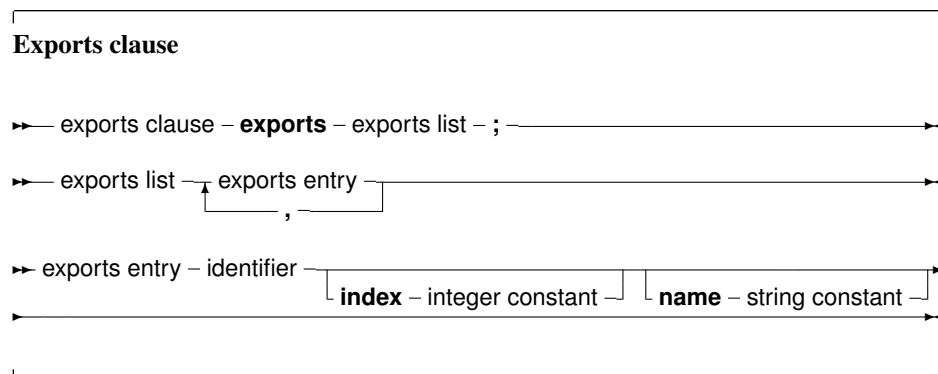 Exports clause
exports clause – exports – exports list – ; –
exports list – exports entry –
– , –
exports entry – identifier –
index – integer constant – name – string constant –